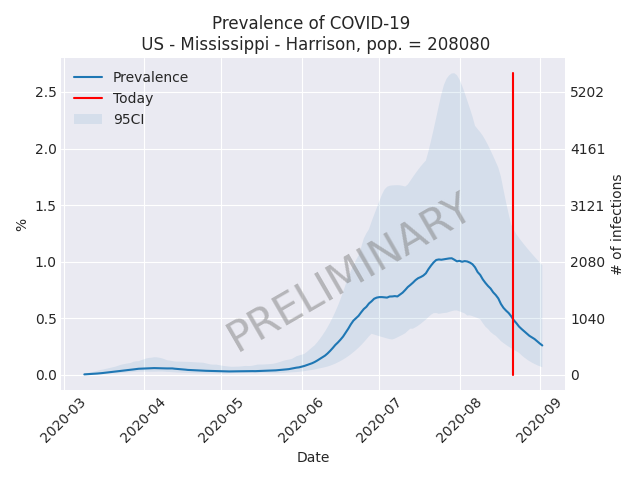 Prevalence of COVID-19
US - Mississippi - Harrison, pop. = 208080
Prevalence
Today
95CI
2.5
2.0
1.5
1.0
0.5
0.0
%
5202
4161
3121
2080
1040
0
# of infections
PRELIMINARY
2020-03
2020-04
2020-05
2020-06
2020-07
2020-08
2020-09
Date